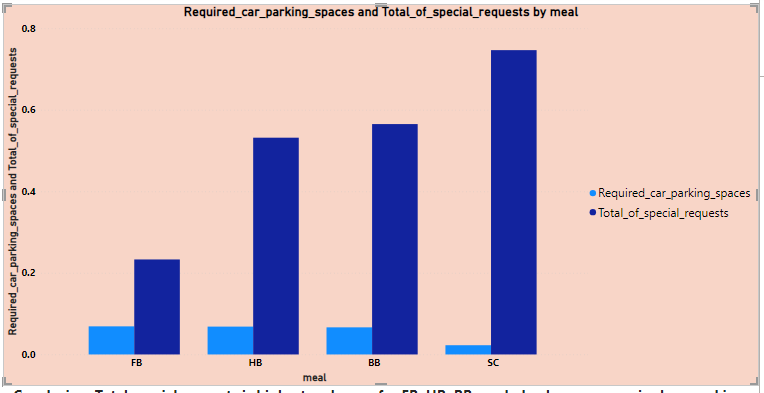 Required_car_parking_spaces and Total_of_special_requests by meal
Required_car_parking_spaces and Total_of_special_requests
0.8
0.6
0.4
0.2
0.0
FB
HB
BB
SC
meal
Required_car_parking_spaces
Total_of_special_requests